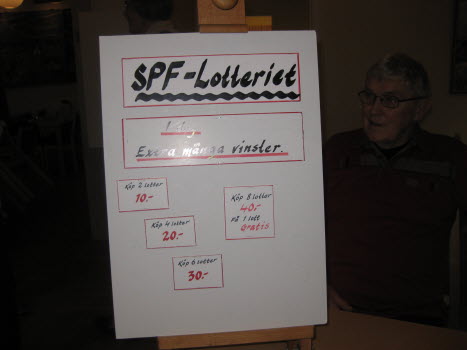 SPF-Lotteriet
Extra många vinster.
Köp 2 lotter
10.-
Köp 4 lotter
20.-
Köp 6 lotter
30.-
Köp 8 lotter
40.-
få 1 lott
Gratis